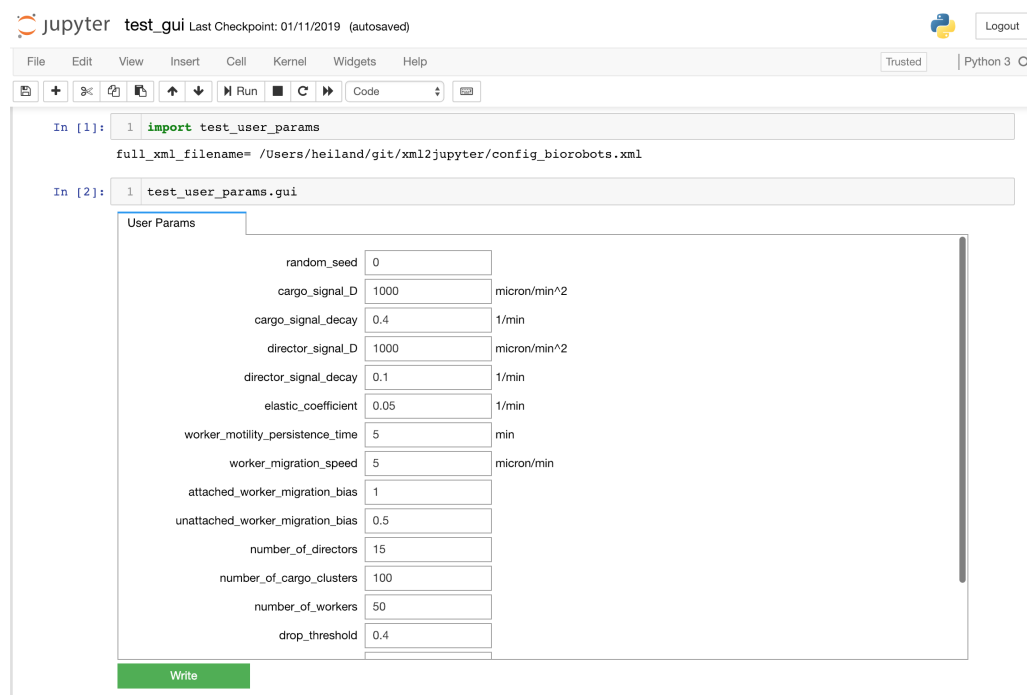 jupyter test_gui Last Checkpoint: 01/11/2019 (autosaved) Logout
File Edit View Insert Cell Kernel Widgets Help Trusted Python 3
Run Code
In [1]: 1 import test_user_params
full_xml_filename= /Users/heiland/git/xml2jupyter/config_biorobots.xml
In [2]: 1 test_user_params.gui
User Params
random_seed 0
cargo_signal_D 1000 micron/min^2
cargo_signal_decay 0.4 1/min
director_signal_D 1000 micron/min^2
director_signal_decay 0.1 1/min
elastic_coefficient 0.05 1/min
worker_motility_persistence_time 5 min
worker_migration_speed 5 micron/min
attached_worker_migration_bias 1
unattached_worker_migration_bias 0.5
number_of_directors 15
number_of_cargo_clusters 100
number_of_workers 50
drop_threshold 0.4
Write